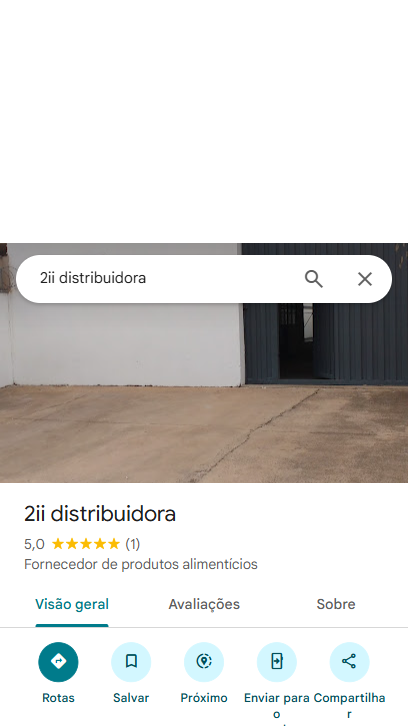 2ii distribuidora
2ii distribuidora
5,0 (1)
Fornecedor de produtos alimentícios
Visão geral Avaliações Sobre
Rotas Salvar Próximo Enviar para o Compartilhar